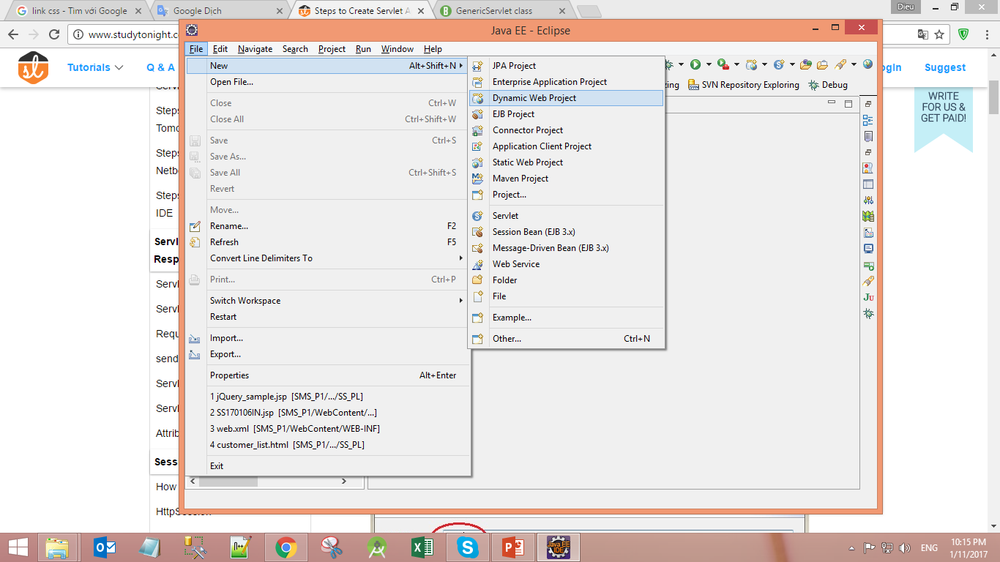 link css - Tìm với Google
Google Dịch
Steps to Create Servlet A
GenericServlet class
Dieu
www.studytonight.c
Java EE - Eclipse
File Edit Navigate Search Project Run Window Help
Tutorials
Q & A
ogin
Suggest
New Alt+Shift+N
Open File...
Close Ctrl+W
Close All Ctrl+Shift+W
Save Ctrl+S
Save As...
Save All Ctrl+Shift+S
Revert
Move...
Rename... F2
Refresh F5
Convert Line Delimiters To
Print... Ctrl+P
Switch Workspace
Restart
Import...
Export...
Properties Alt+Enter
1 jQuery_sample.jsp [SMS_P1/.../SS_PL]
2 SS170106IN.jsp [SMS_P1/WebContent/...]
3 web.xml [SMS_P1/WebContent/WEB-INF]
4 customer_list.html [SMS_P1/.../SS_PL]
Exit
JPA Project
Enterprise Application Project
Dynamic Web Project
EJB Project
Connector Project
Application Client Project
Static Web Project
Maven Project
Project...
Servlet
Session Bean (EJB 3.x)
Message-Driven Bean (EJB 3.x)
Web Service
Folder
File
Example...
Other... Ctrl+N
zing
SVN Repository Exploring
Debug
WRITE
FOR US &
GET PAID!
Steps
Tomo
Steps
Netb
Steps
IDE
Servl
Resp
Servl
Servl
Requ
send
Servl
Servl
Attrib
Sess
How
HttpSession
Ju
Java EE
IDE
ENG
10:15 PM
1/11/2017